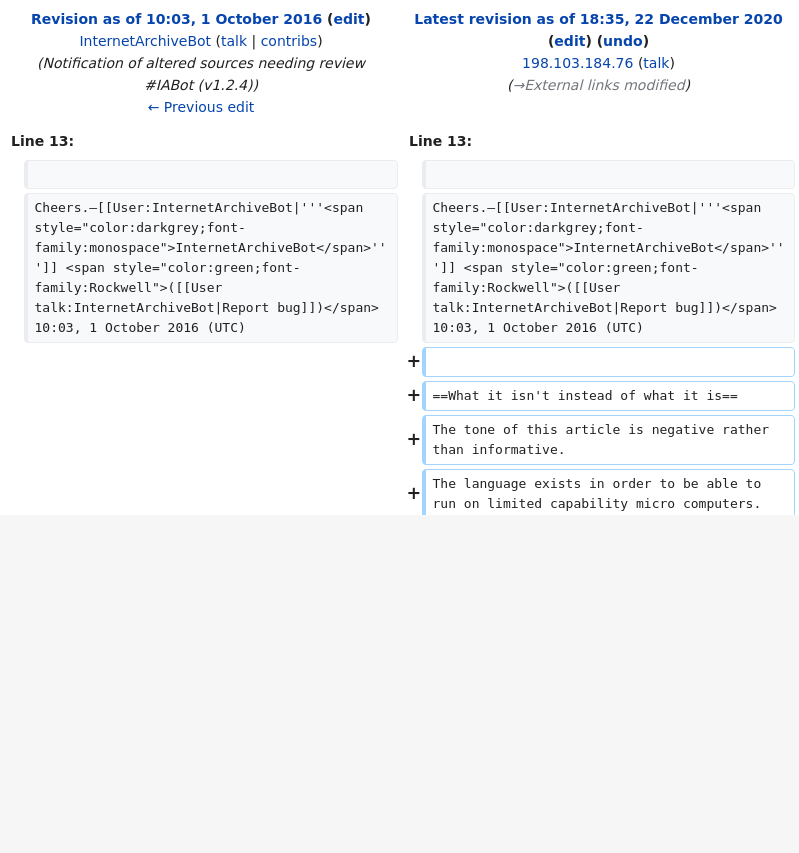 Revision as of 10:03, 1 October 2016 (edit)
InternetArchiveBot (talk | contribs)
(Notification of altered sources needing review
#IABot (v1.2.4))
← Previous edit
Latest revision as of 18:35, 22 December 2020
(edit) (undo)
198.103.184.76 (talk)
(→External links modified)
Line 13:
Line 13:
Cheers.—[[User:InternetArchiveBot|'''<span
style="color:darkgrey;font-
family:monospace">InternetArchiveBot</span>''
']] <span style="color:green;font-
family:Rockwell">([[User
talk:InternetArchiveBot|Report bug]])</span>
10:03, 1 October 2016 (UTC)
Cheers.—[[User:InternetArchiveBot|'''<span
style="color:darkgrey;font-
family:monospace">InternetArchiveBot</span>''
']] <span style="color:green;font-
family:Rockwell">([[User
talk:InternetArchiveBot|Report bug]])</span>
10:03, 1 October 2016 (UTC)
+
+ ==What it isn't instead of what it is==
+ The tone of this article is negative rather
than informative.
+ The language exists in order to be able to
run on limited capability micro computers.